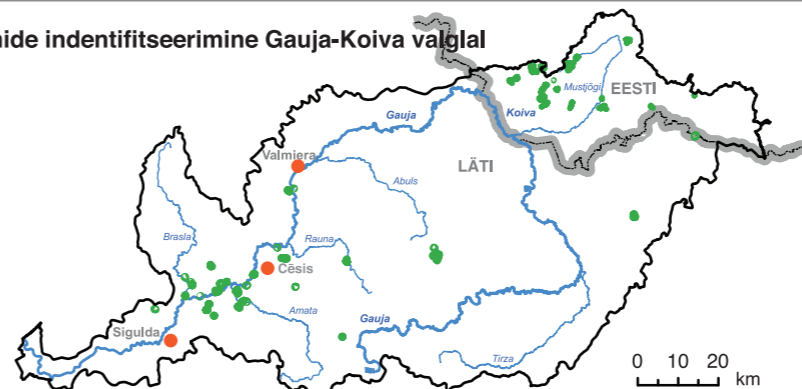 ide indentifitseerimine Gauja-Koiva valglal
Mustjõgi
EESTI
Gauja
Koiva
Valmiera
LÄTI
Abuls
Brasla
Rauna
Cēsis
Amata
Gauja
Sigulda
Tirza
0 10 20
km